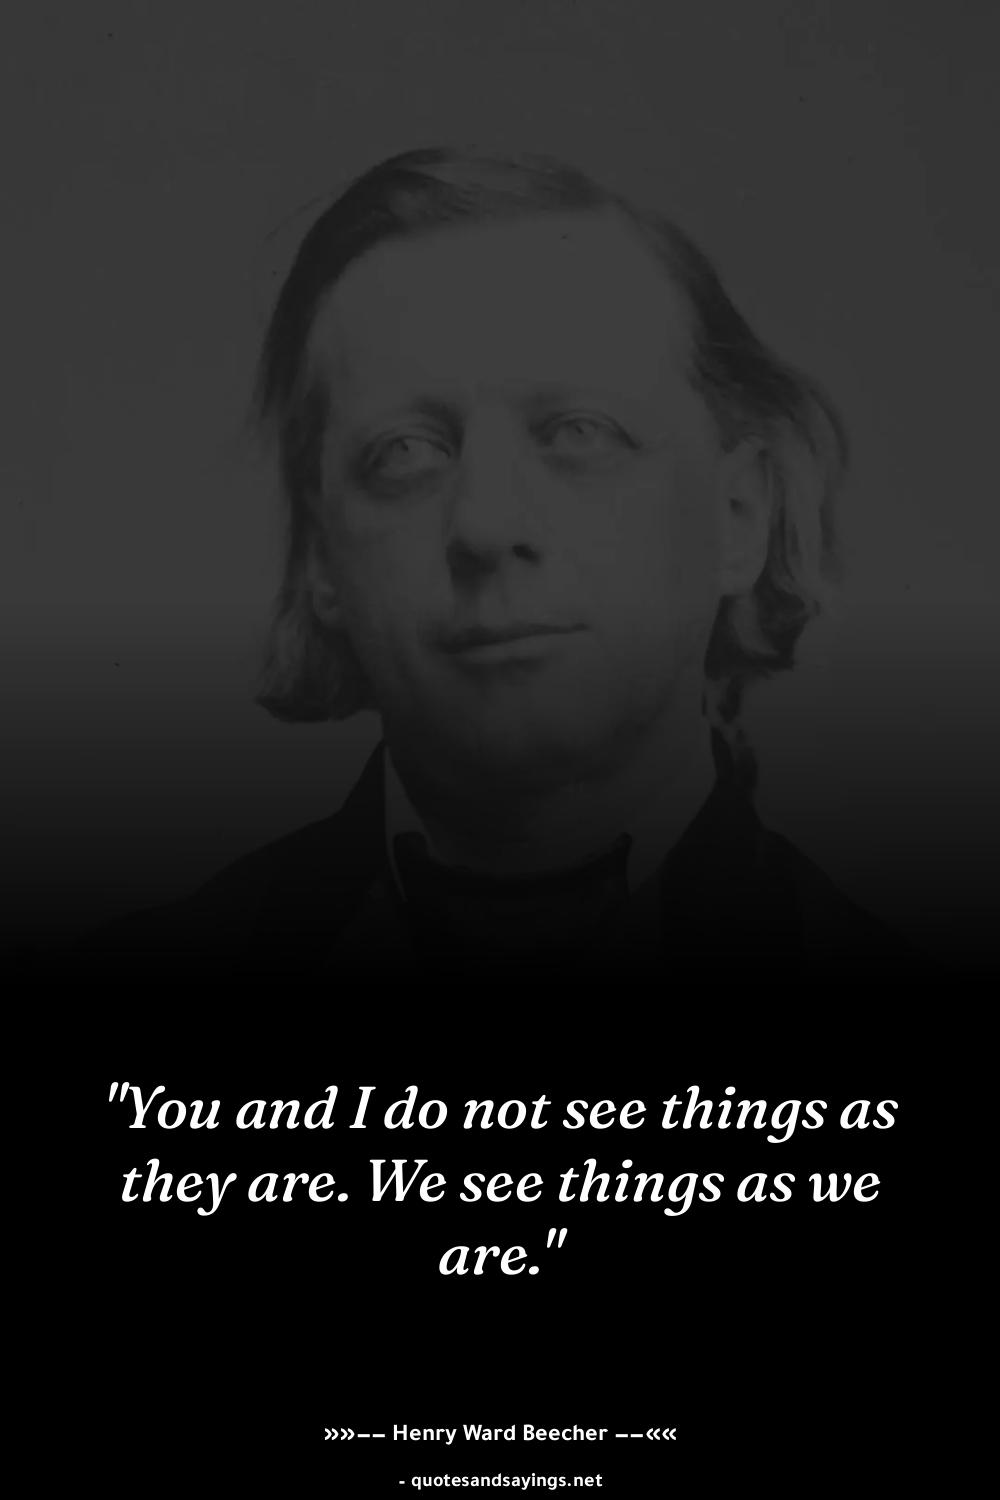 "You and I do not see things as
they are. We see things as we
are."
»»−− Henry Ward Beecher −−««
- quotesandsayings.net